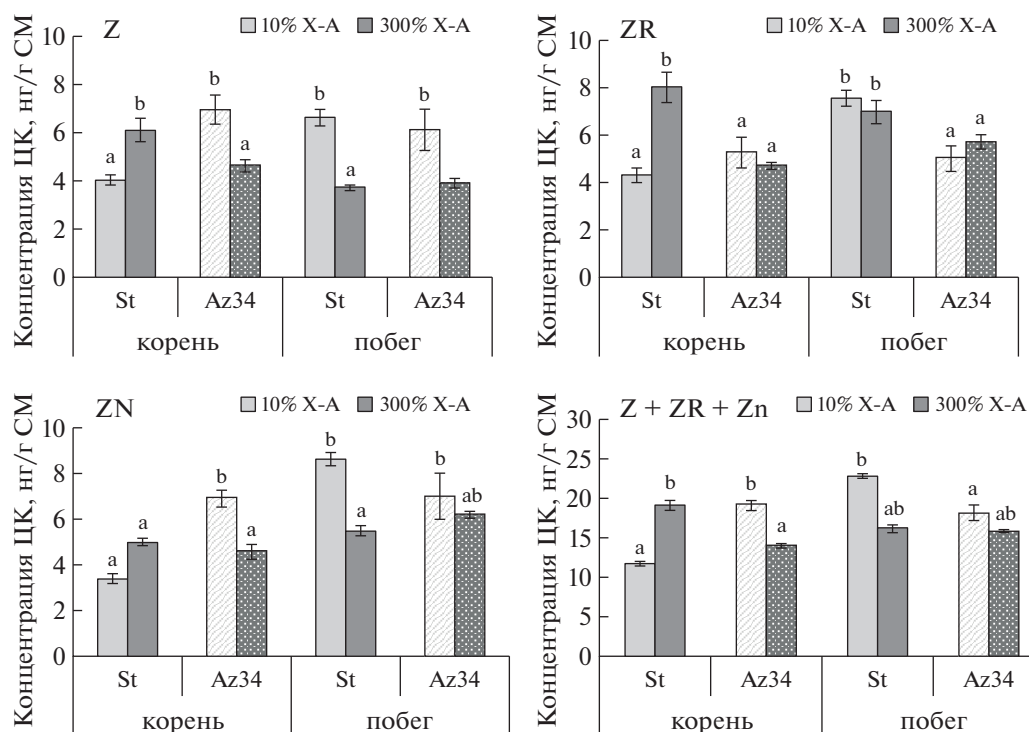 Z
10% X-A 300% X-A
Концентрация ЦК, нг/г СМ
10
8
6
4
2
0
a b b a b a b
St Az34 St Az34
корень побег
ZR
10% X-A 300% X-A
Концентрация ЦК, нг/г СМ
10
8
6
4
2
0
a b a a b b a a
St Az34 St Az34
корень побег
ZN
10% X-A 300% X-A
Концентрация ЦК, нг/г СМ
10
8
6
4
2
0
a a b a b a b ab
St Az34 St Az34
корень побег
Z + ZR + Zn
10% X-A 300% X-A
Концентрация ЦК, нг/г СМ
30
25
20
15
10
5
0
a b b a b ab a ab
St Az34 St Az34
корень побег